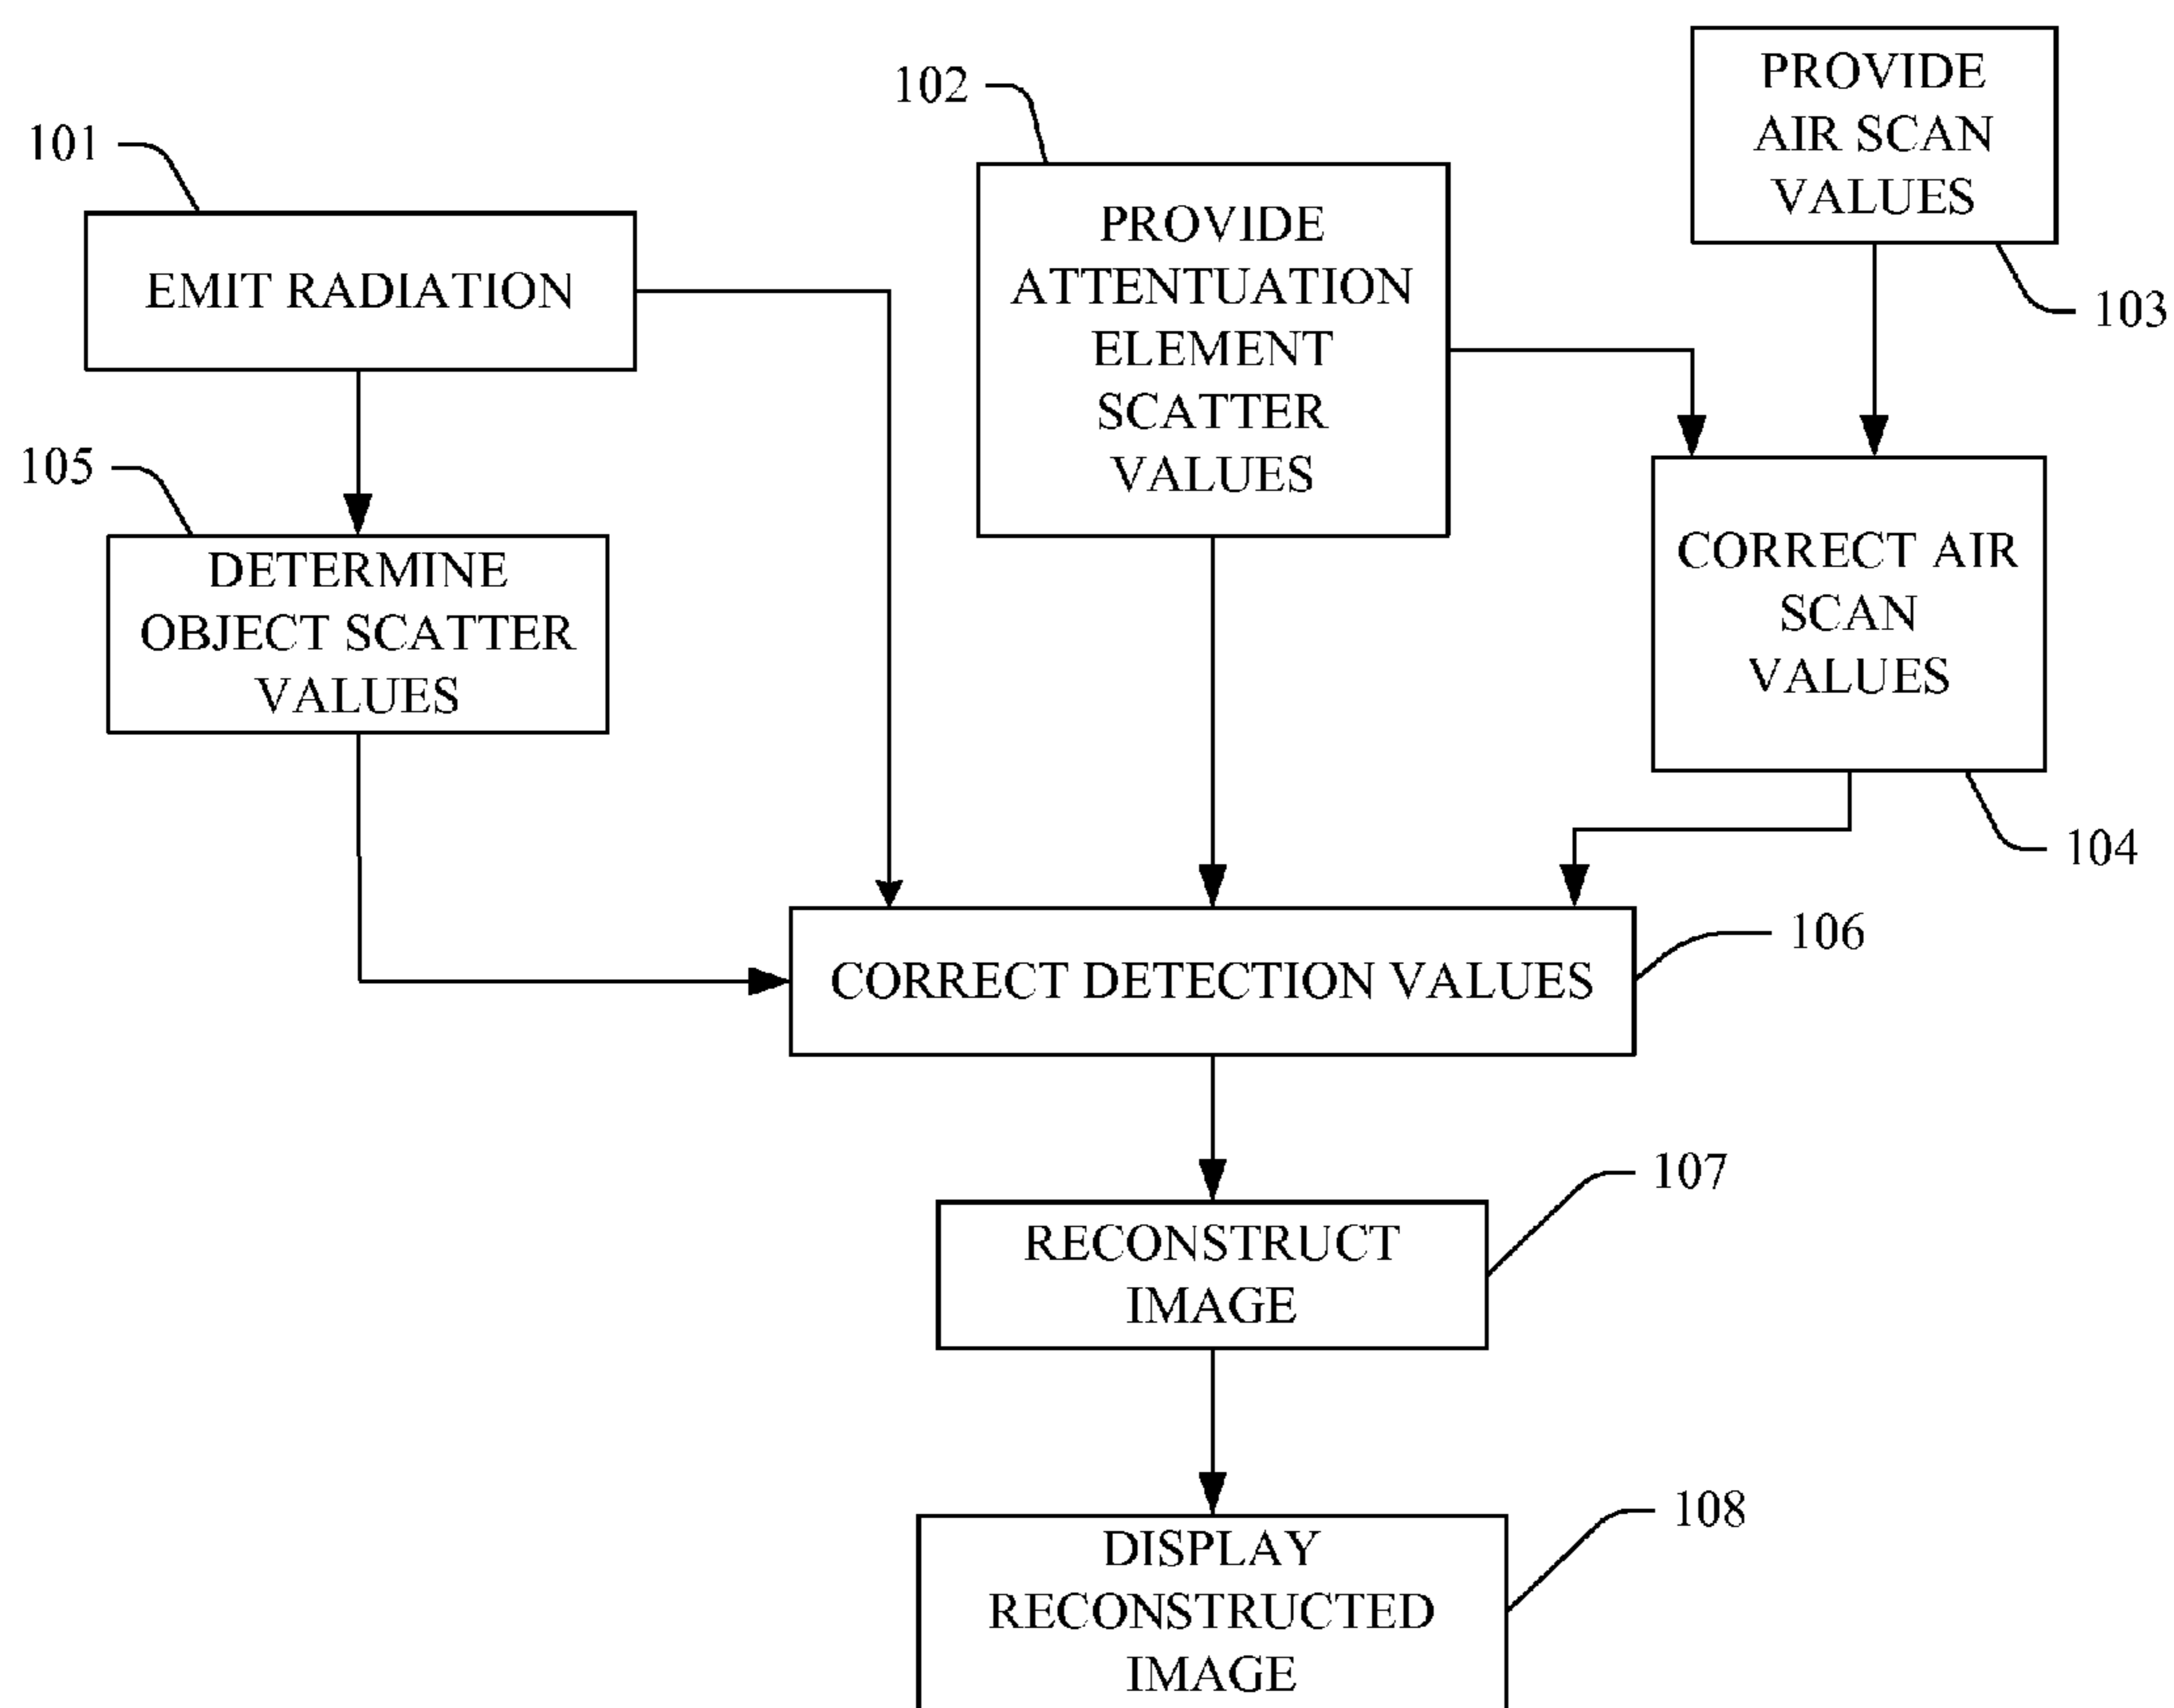 101
EMIT RADIATION
102
PROVIDE
ATTENTUATION
ELEMENT
SCATTER
VALUES
PROVIDE
AIR SCAN
VALUES
103
105
DETERMINE
OBJECT SCATTER
VALUES
CORRECT AIR
SCAN
VALUES
104
CORRECT DETECTION VALUES
106
RECONSTRUCT
IMAGE
107
DISPLAY
RECONSTRUCTED
IMAGE
108